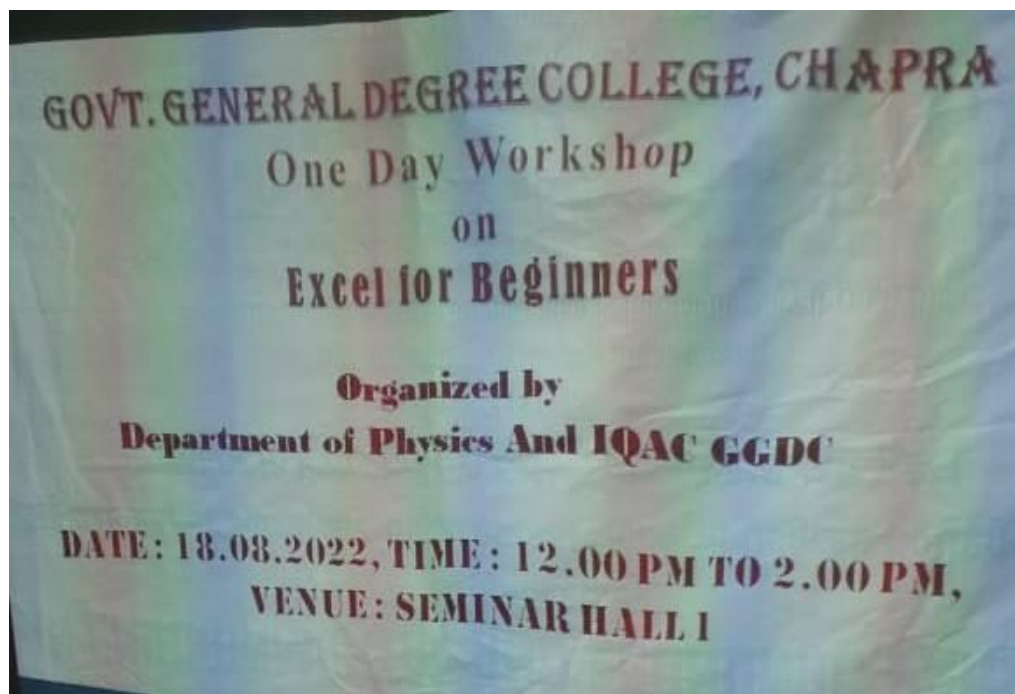 GOVT. GENERAL DEGREE COLLEGE, CHAPRA
One Day Workshop
on
Excel for Beginners
Organized by
Department of Physics And IQAC GGDC
DATE: 18.08.2022, TIME: 12.00 PM TO 2.00 PM,
VENUE: SEMINAR HALL 1